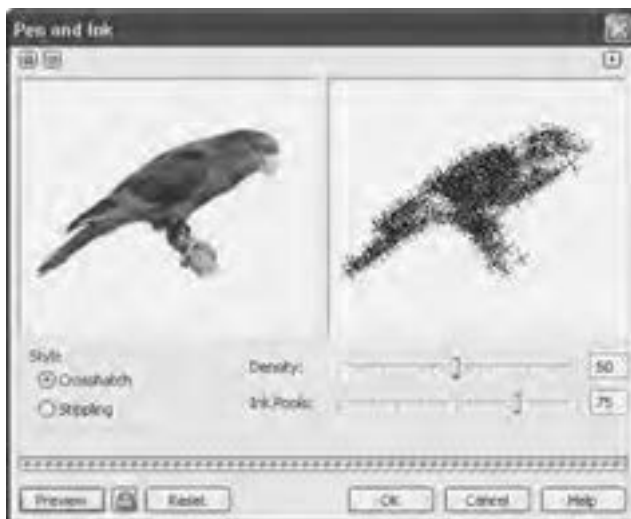 Pen and Ink
Style
Crosshatch
Stippling
Density: 50
Ink Pools: 75
Preview Reset OK Cancel Help